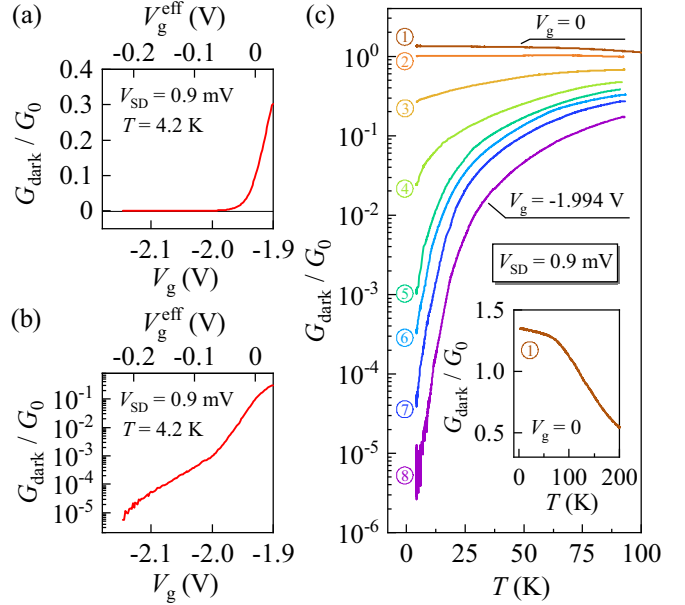 (a)
V_g^eff (V)
-0.2 -0.1 0
0.4
0.3
0.2
0.1
0
G_dark / G_0
V_SD = 0.9 mV
T = 4.2 K
-2.1 -2.0 -1.9
V_g (V)
(b)
V_g^eff (V)
-0.2 -0.1 0
10^-1
10^-2
10^-3
10^-4
10^-5
G_dark / G_0
V_SD = 0.9 mV
T = 4.2 K
-2.1 -2.0 -1.9
V_g (V)
(c)
V_g = 0
10^0
10^-1
10^-2
10^-3
10^-4
10^-5
10^-6
G_dark / G_0
①
②
③
④
⑤
⑥
⑦
⑧
V_g = -1.994 V
V_SD = 0.9 mV
1.5
1.0
0.5
G_dark / G_0
①
V_g = 0
0 100 200
T (K)
0 25 50 75 100
T (K)